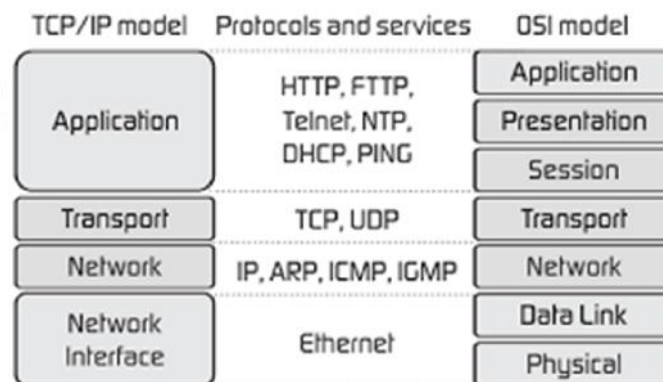 TCP/IP model Protocols and services OSI model
Application
HTTP, FTTP,
Telnet, NTP,
DHCP, PING
Application
Presentation
Session
Transport TCP, UDP Transport
Network IP, ARP, ICMP, IGMP Network
Network
Interface
Ethernet
Data Link
Physical